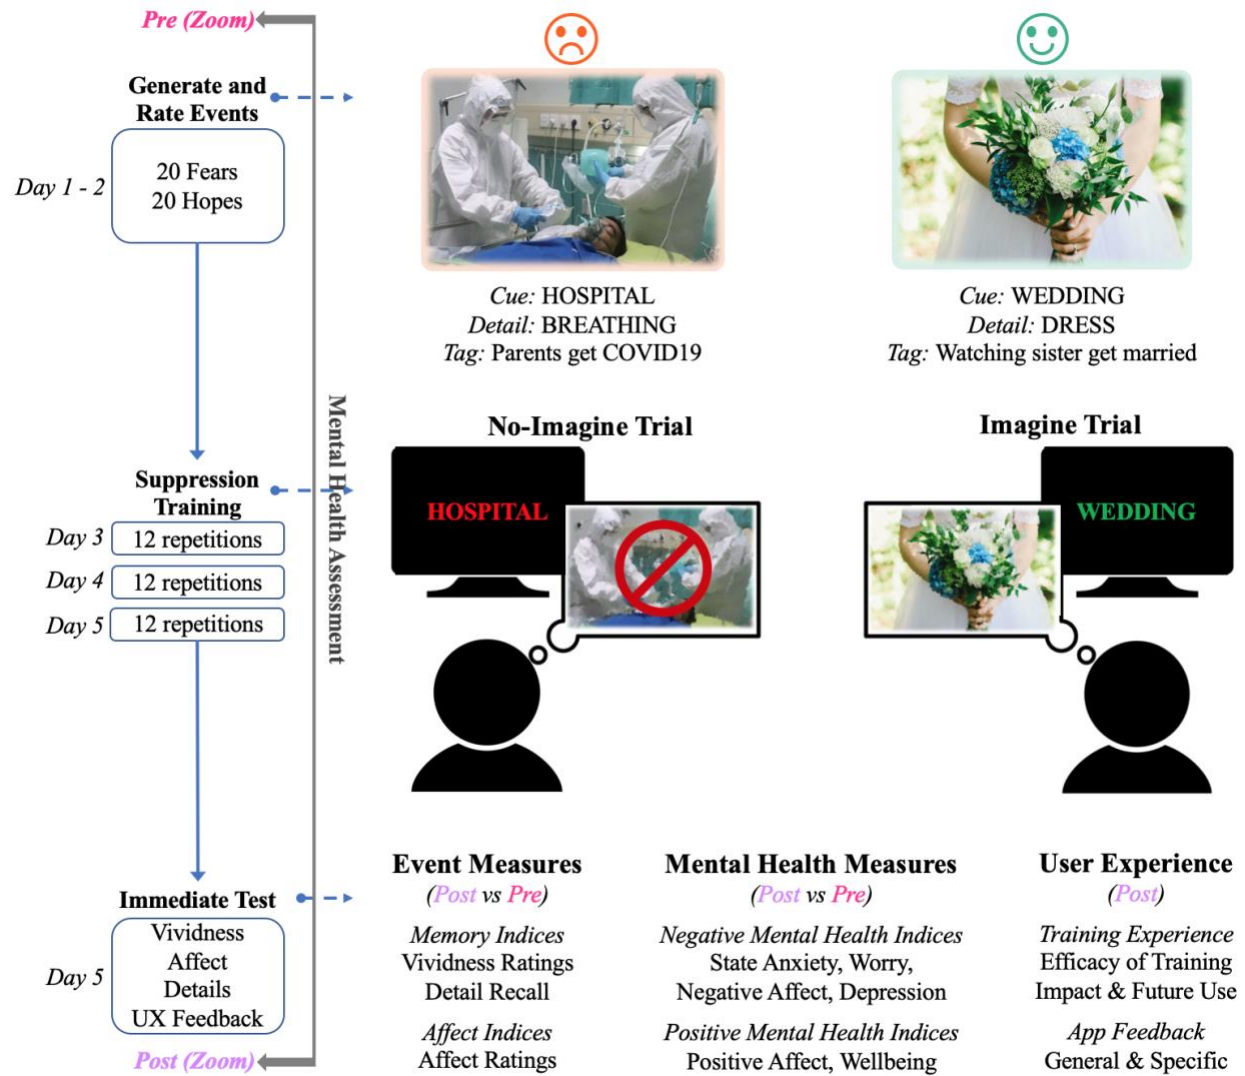 Pre (Zoom)
Generate and
Rate Events
Day 1 - 2
20 Fears
20 Hopes
Cue: HOSPITAL
Detail: BREATHING
Tag: Parents get COVID19
Cue: WEDDING
Detail: DRESS
Tag: Watching sister get married
Mental Health Assessment
Suppression
Training
Day 3
12 repetitions
Day 4
12 repetitions
Day 5
12 repetitions
No-Imagine Trial
HOSPITAL
Imagine Trial
WEDDING
Immediate Test
Day 5
Vividness
Affect
Details
UX Feedback
Post (Zoom)
Event Measures
(Post vs Pre)
Memory Indices
Vividness Ratings
Detail Recall
Affect Indices
Affect Ratings
Mental Health Measures
(Post vs Pre)
Negative Mental Health Indices
State Anxiety, Worry,
Negative Affect, Depression
Positive Mental Health Indices
Positive Affect, Wellbeing
User Experience
(Post)
Training Experience
Efficacy of Training
Impact & Future Use
App Feedback
General & Specific